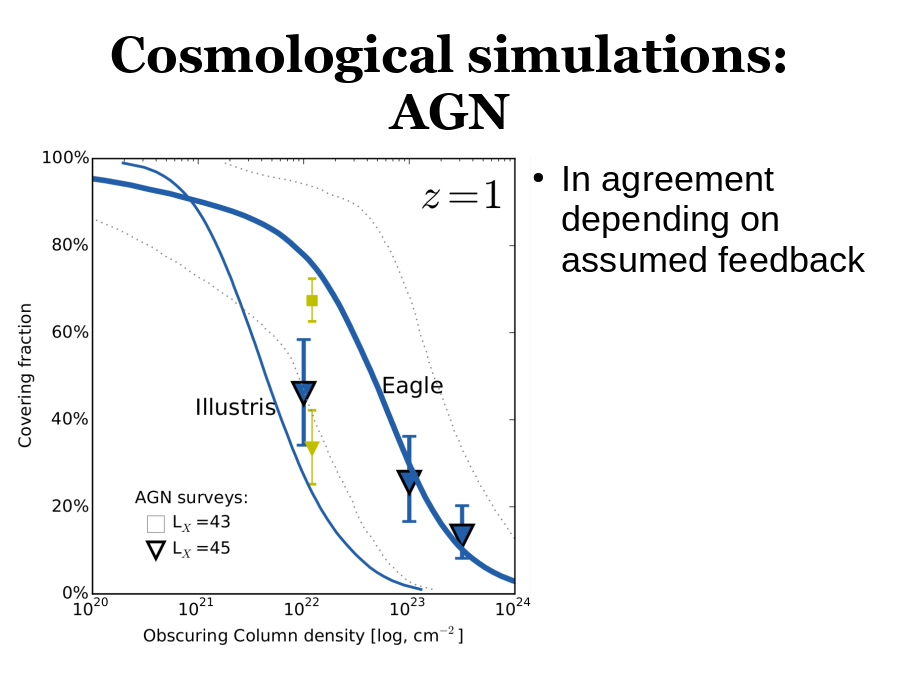 Cosmological simulations:
AGN
• In agreement
depending on
assumed feedback
z = 1
Covering fraction
100%
80%
60%
40%
20%
0%
Eagle
Illustris
AGN surveys:
L_X =43
L_X =45
10^20
10^21
10^22
10^23
10^24
Obscuring Column density [log, cm^−2]